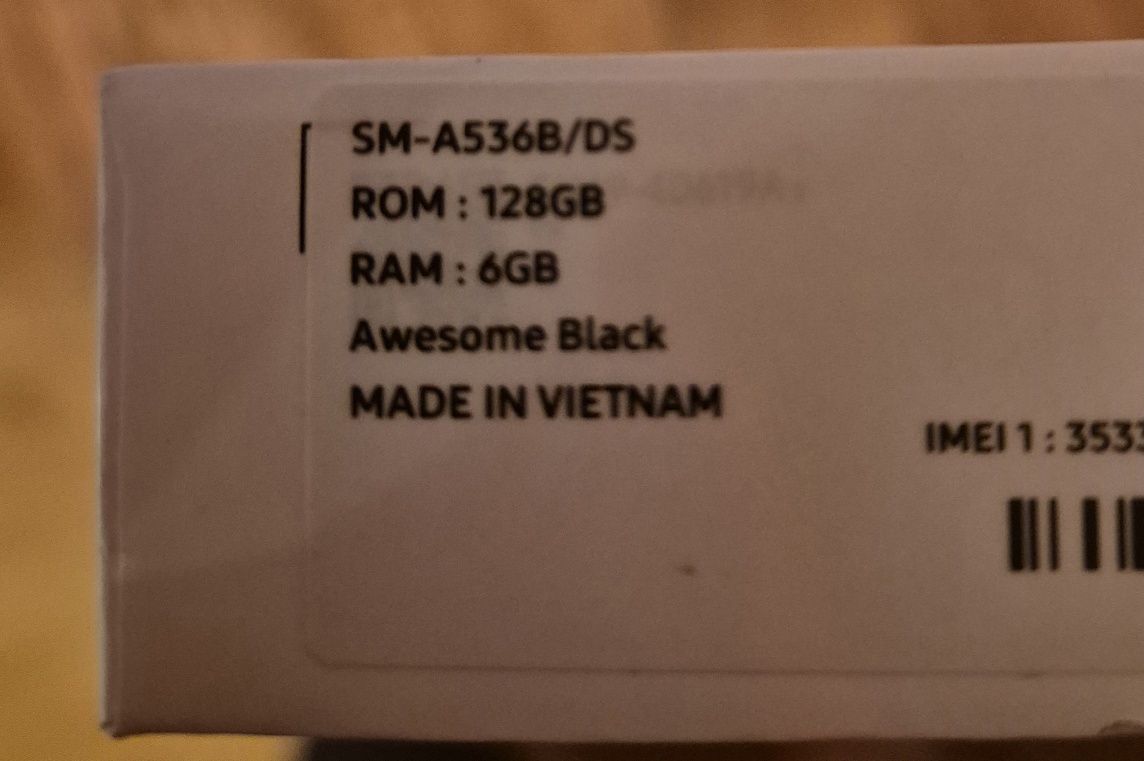 SM-A536B/DS
ROM : 128GB
RAM : 6GB
Awesome Black
MADE IN VIETNAM
IMEI 1 : 3533